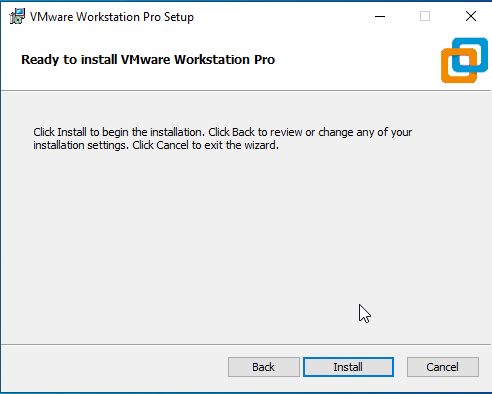 VMware Workstation Pro Setup
Ready to install VMware Workstation Pro
Click Install to begin the installation. Click Back to review or change any of your
installation settings. Click Cancel to exit the wizard.
Back Install Cancel